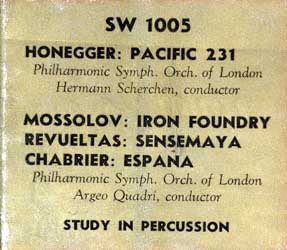 SW 1005
HONEGGER: PACIFIC 231
Philharmonic Symph. Orch. of London
Hermann Scherchen, conductor
MOSSOLOV: IRON FOUNDRY
REVUELTAS: SENSEMAYA
CHABRIER: ESPAÑA
Philharmonic Symph. Orch. of London
Argeo Quadri, conductor
STUDY IN PERCUSSION